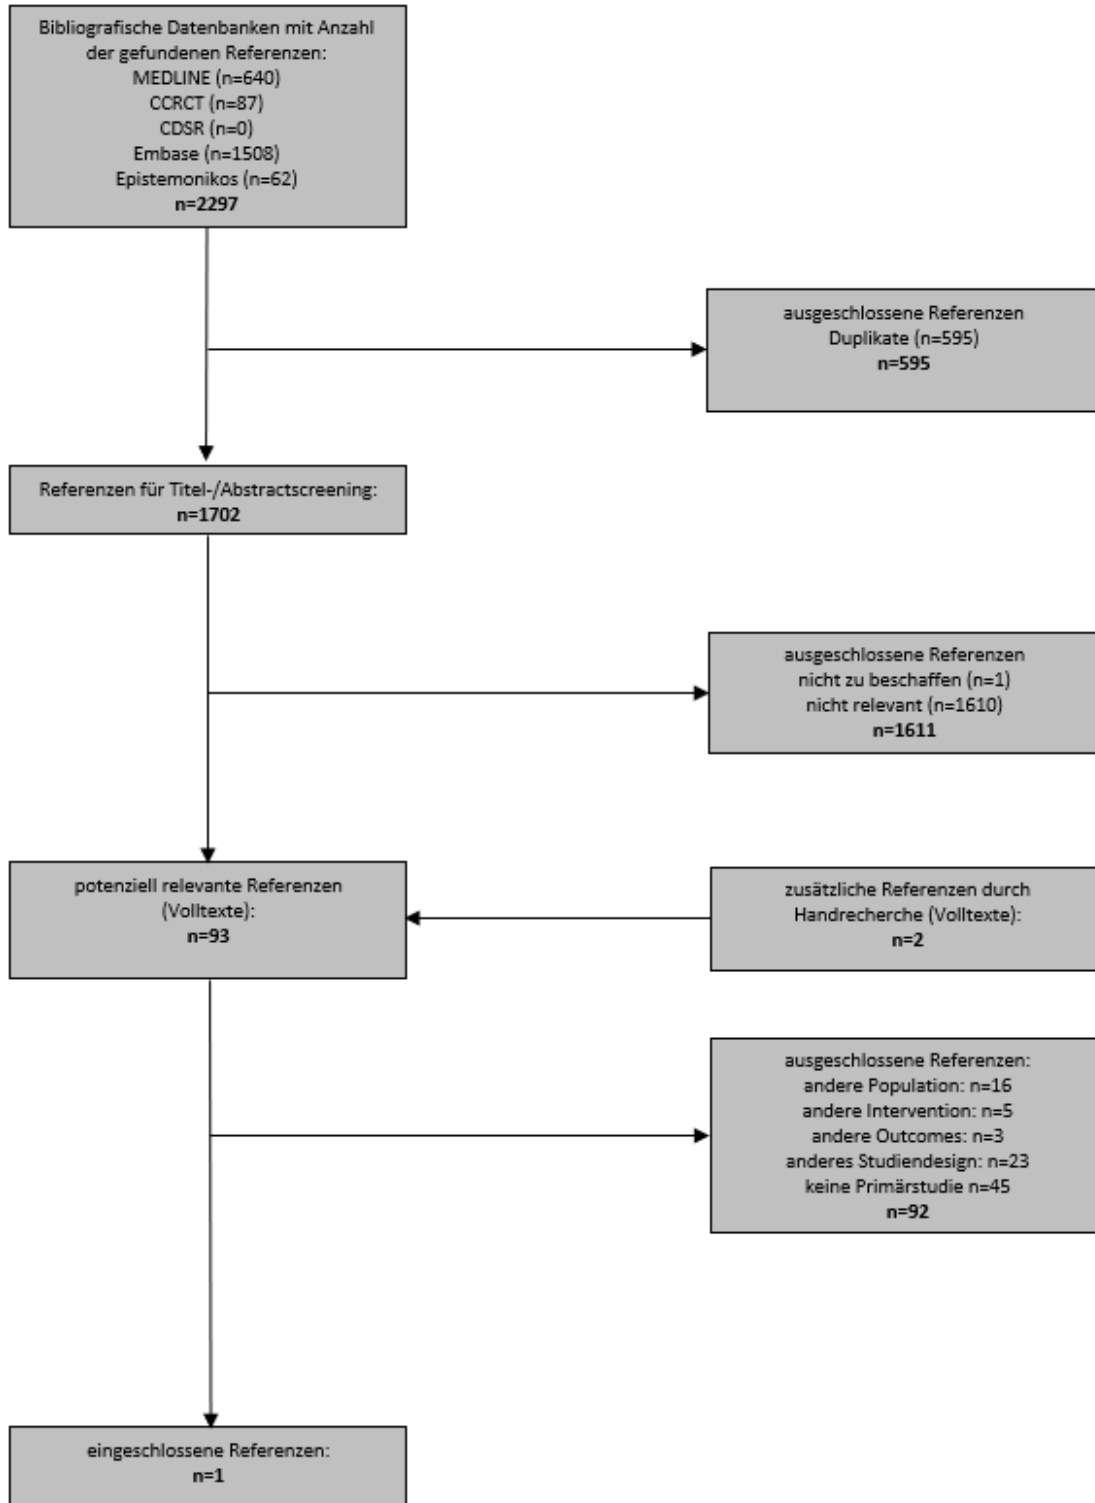 Bibliografische Datenbanken mit Anzahl
der gefundenen Referenzen:
MEDLINE (n=640)
CCRCT (n=87)
CDSR (n=0)
Embase (n=1508)
Epistemonikos (n=62)
n=2297
ausgeschlossene Referenzen
Duplikate (n=595)
n=595
Referenzen für Titel-/Abstractscreening:
n=1702
ausgeschlossene Referenzen
nicht zu beschaffen (n=1)
nicht relevant (n=1610)
n=1611
potenziell relevante Referenzen
(Volltexte):
n=93
zusätzliche Referenzen durch
Handrecherche (Volltexte):
n=2
ausgeschlossene Referenzen:
andere Population: n=16
andere Intervention: n=5
andere Outcomes: n=3
anderes Studiendesign: n=23
keine Primärstudie n=45
n=92
eingeschlossene Referenzen:
n=1